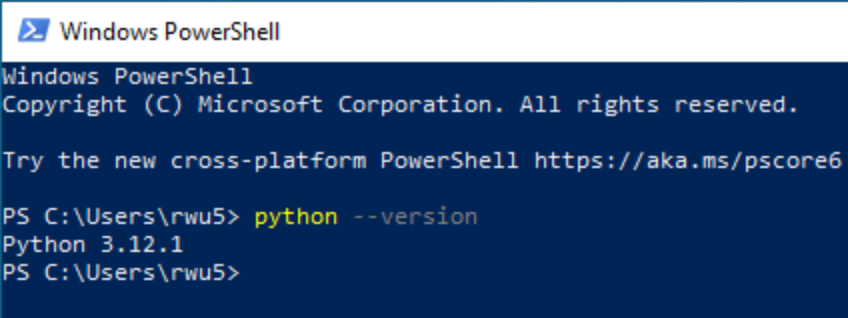 Windows PowerShell
Windows PowerShell
Copyright (C) Microsoft Corporation. All rights reserved.
Try the new cross-platform PowerShell https://aka.ms/pscore6
PS C:\Users\rwu5> python --version
Python 3.12.1
PS C:\Users\rwu5>